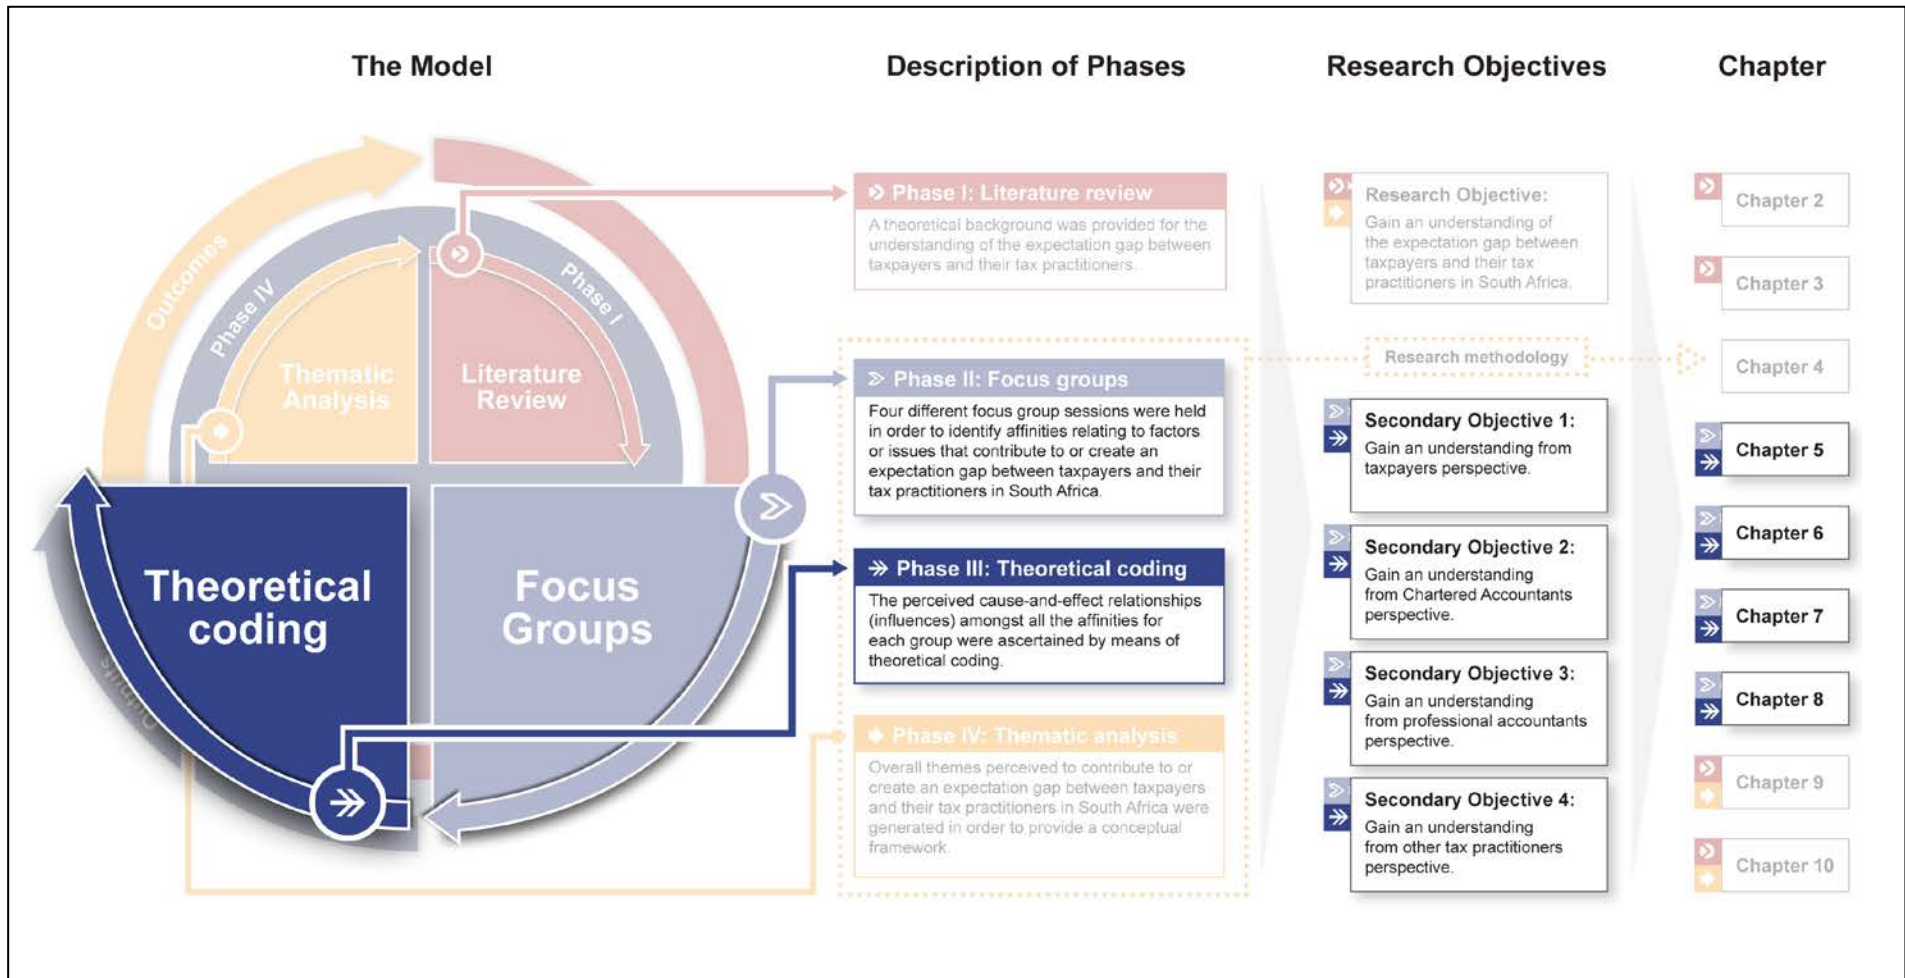 The Model
Description of Phases
Research Objectives
Chapter
Outcomes
Phase IV
Phase I
Thematic
Analysis
Literature
Review
Theoretical
coding
Focus
Groups
Phase I: Literature review
A theoretical background was provided for the
understanding of the expectation gap between
taxpayers and their tax practitioners.
Phase II: Focus groups
Four different focus group sessions were held
in order to identify affinities relating to factors
or issues that contribute to or create an
expectation gap between taxpayers and their
tax practitioners in South Africa.
Phase III: Theoretical coding
The perceived cause-and-effect relationships
(influences) amongst all the affinities for
each group were ascertained by means of
theoretical coding.
Phase IV: Thematic analysis
Overall themes perceived to contribute to or
create an expectation gap between taxpayers
and their tax practitioners in South Africa were
generated in order to provide a conceptual
framework.
Research Objective:
Gain an understanding of
the expectation gap between
taxpayers and their tax
practitioners in South Africa.
Research methodology
Secondary Objective 1:
Gain an understanding from
taxpayers perspective.
Secondary Objective 2:
Gain an understanding
from Chartered Accountants
perspective.
Secondary Objective 3:
Gain an understanding
from professional accountants
perspective.
Secondary Objective 4:
Gain an understanding
from other tax practitioners
perspective.
Chapter 2
Chapter 3
Chapter 4
Chapter 5
Chapter 6
Chapter 7
Chapter 8
Chapter 9
Chapter 10